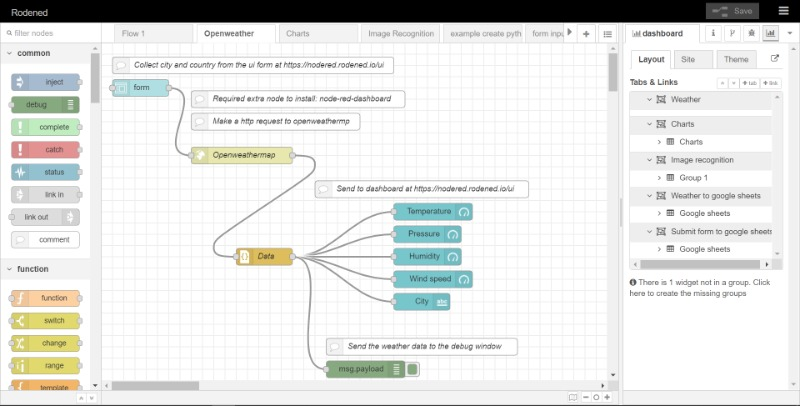 Rodened
Save
filter nodes
Flow 1
Openweather
Charts
Image Recognition
example create pyth
form inpu
dashboard
common
inject
debug
complete
catch
status
link in
link out
comment
function
function
switch
change
range
template
Collect city and country from the ui form at https://nodered.rodened.io/ui
form
Required extra node to install: node-red-dashboard
Make a http request to openweathermp
Openweathermap
Send to dashboard at https://nodered.rodened.io/ui
Temperature
Pressure
Data
Humidity
Wind speed
City
abc
Send the weather data to the debug window
msg.payload
Layout
Site
Theme
Tabs & Links
+ tab
+ link
Weather
Charts
Charts
Image recognition
Group 1
Weather to google sheets
Google sheets
Submit form to google sheets
Google sheets
There is 1 widget not in a group. Click
here to create the missing groups